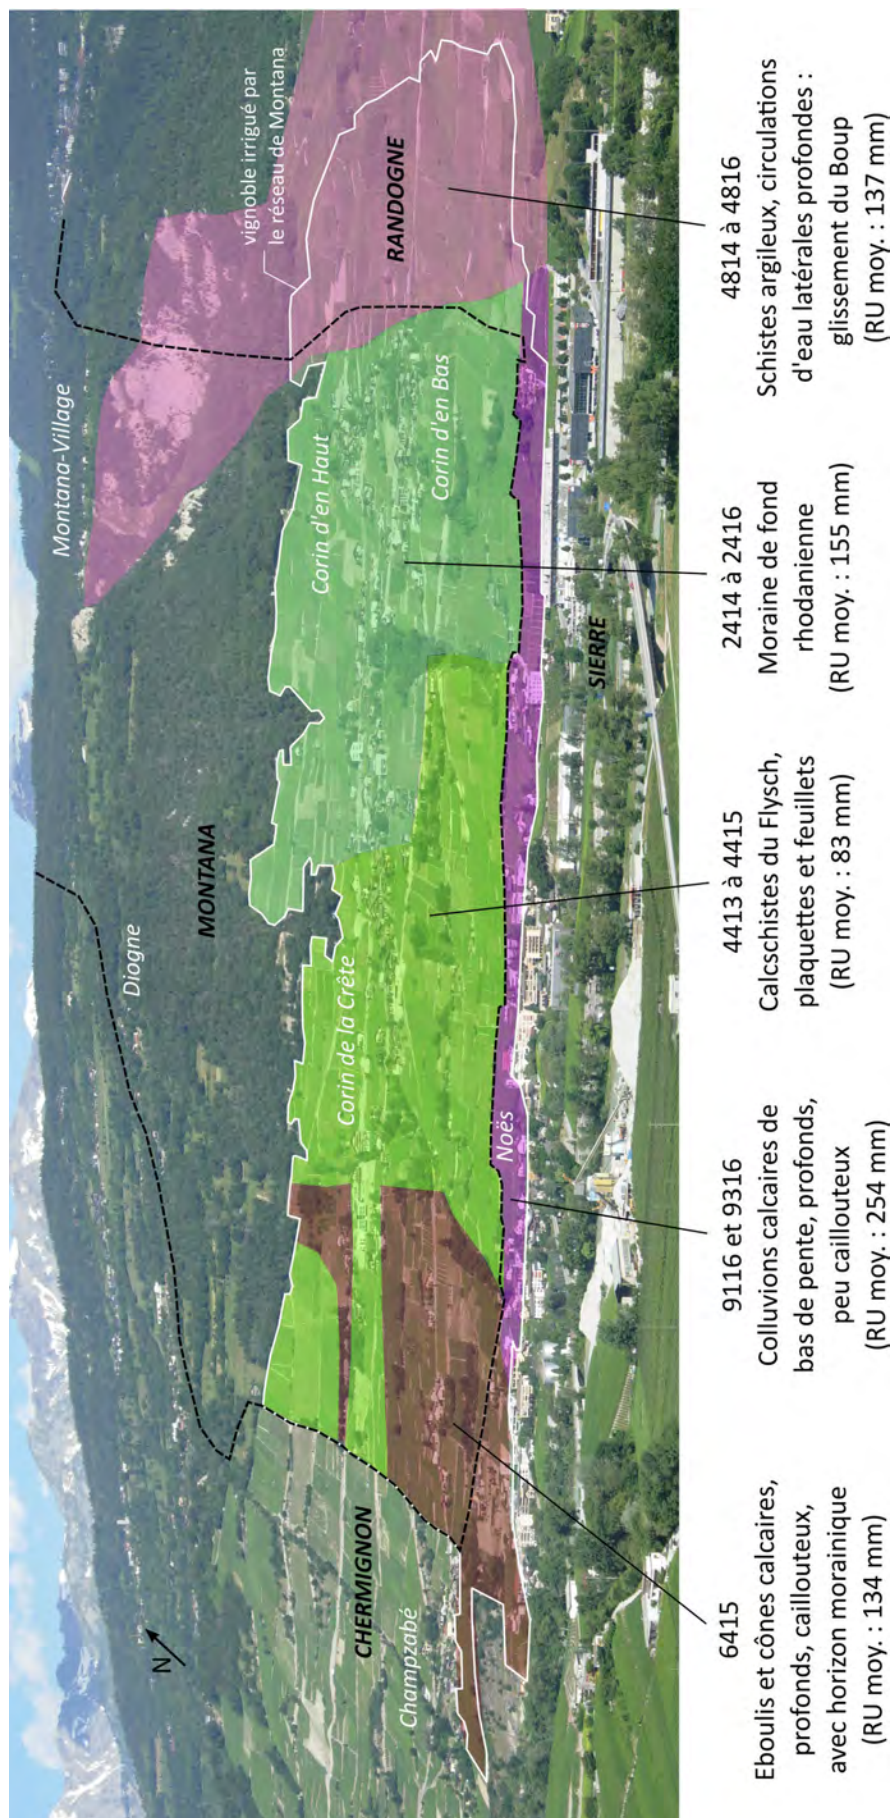 N
Montana-Village
Diogne
MONTANA
vignoble irrigué par
le réseau de Montana
RANDOGNE
Corin d'en Haut
Corin d'en Bas
Corin de la Crête
CHERMIGNON
Champzabé
Noës
SIERRE
6415
Eboulis et cônes calcaires,
profonds, caillouteux,
avec horizon morainique
(RU moy. : 134 mm)
9116 et 9316
Colluvions calcaires de
bas de pente, profonds,
peu caillouteux
(RU moy. : 254 mm)
4413 à 4415
Calcschistes du Flysch,
plaquettes et feuillets
(RU moy. : 83 mm)
2414 à 2416
Moraine de fond
rhodanienne
(RU moy. : 155 mm)
4814 à 4816
Schistes argileux, circulations
d'eau latérales profondes :
glissement du Boup
(RU moy. : 137 mm)